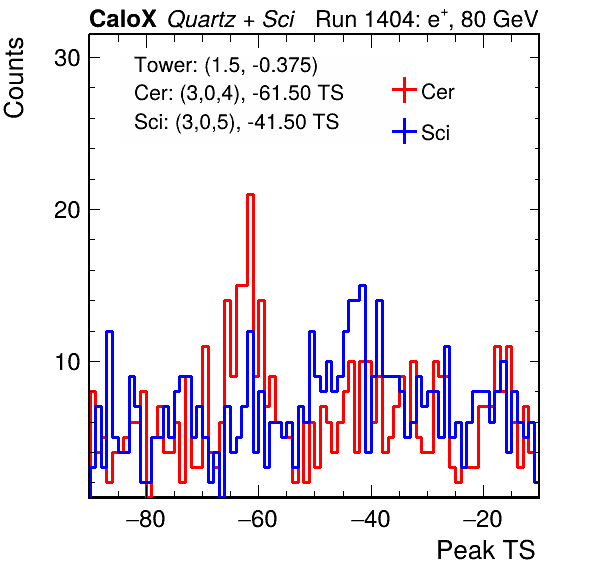 CaloX Quartz + Sci Run 1404: e⁺, 80 GeV
Counts
30
20
10
Tower: (1.5, -0.375)
Cer: (3,0,4), -61.50 TS
Sci: (3,0,5), -41.50 TS
Cer
Sci
−80 −60 −40 −20
Peak TS